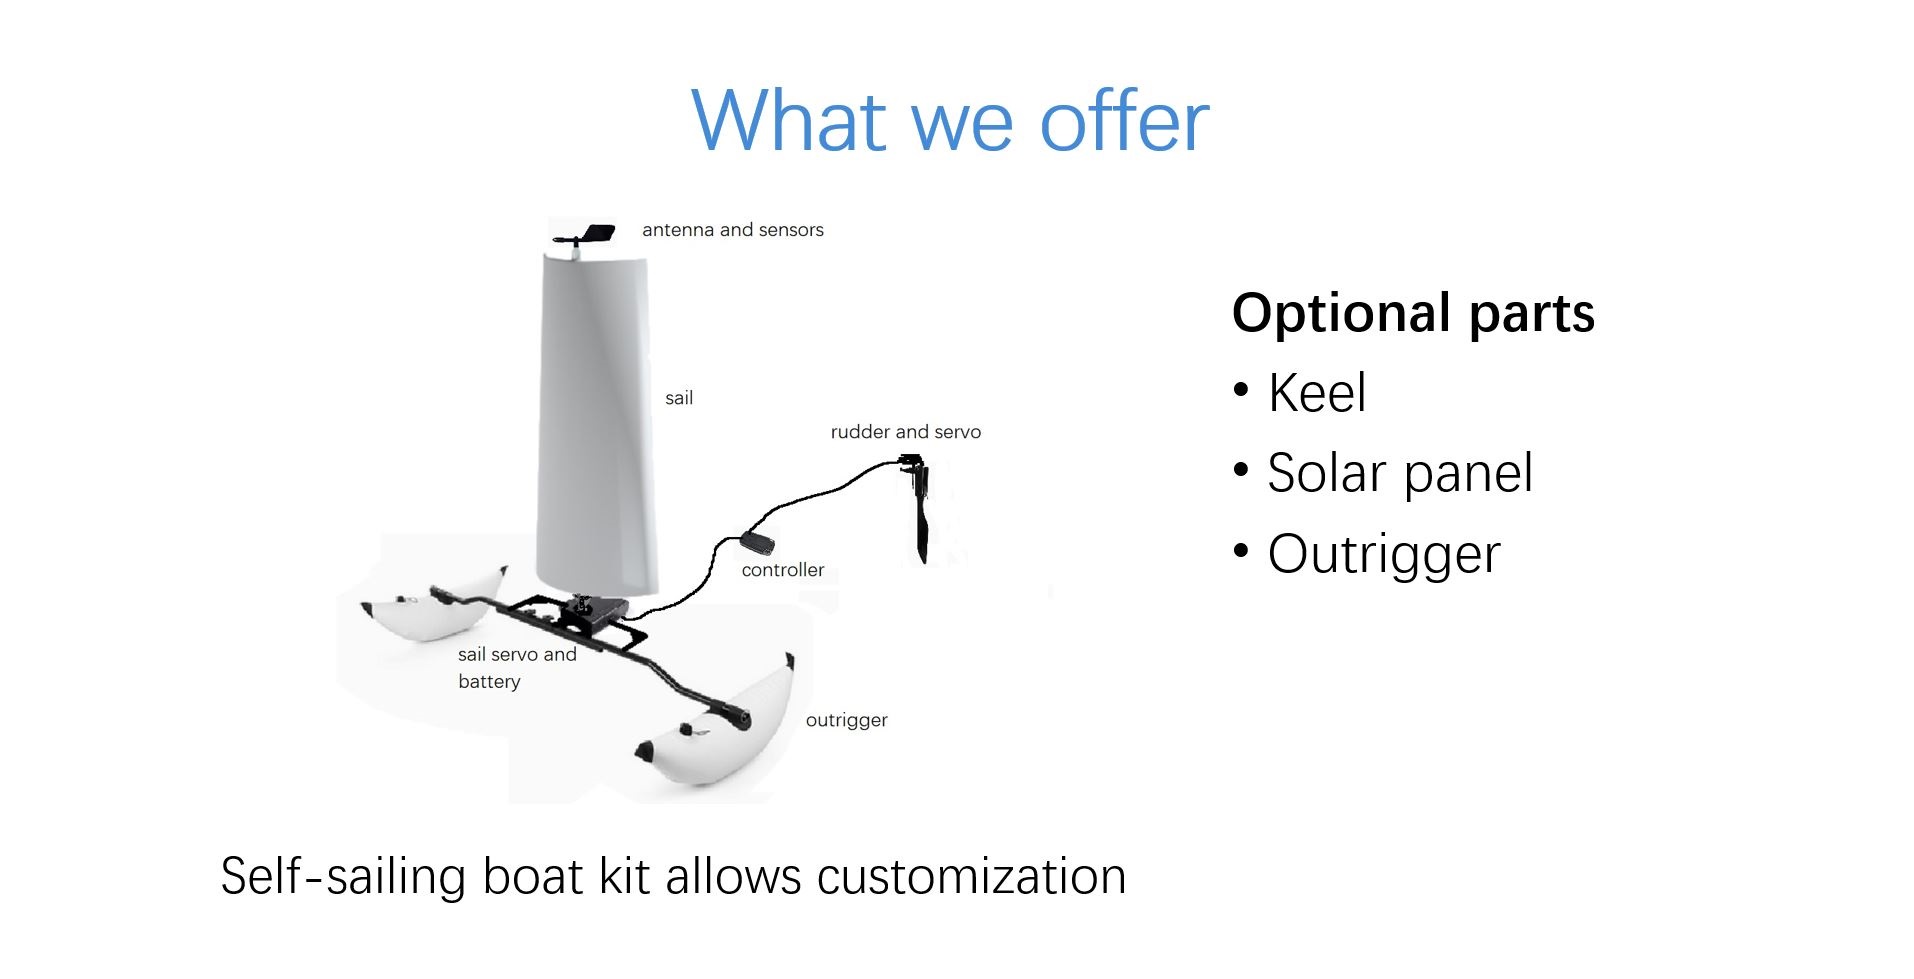 What we offer
antenna and sensors
sail
rudder and servo
controller
sail servo and
battery
outrigger
Optional parts
• Keel
• Solar panel
• Outrigger
Self-sailing boat kit allows customization